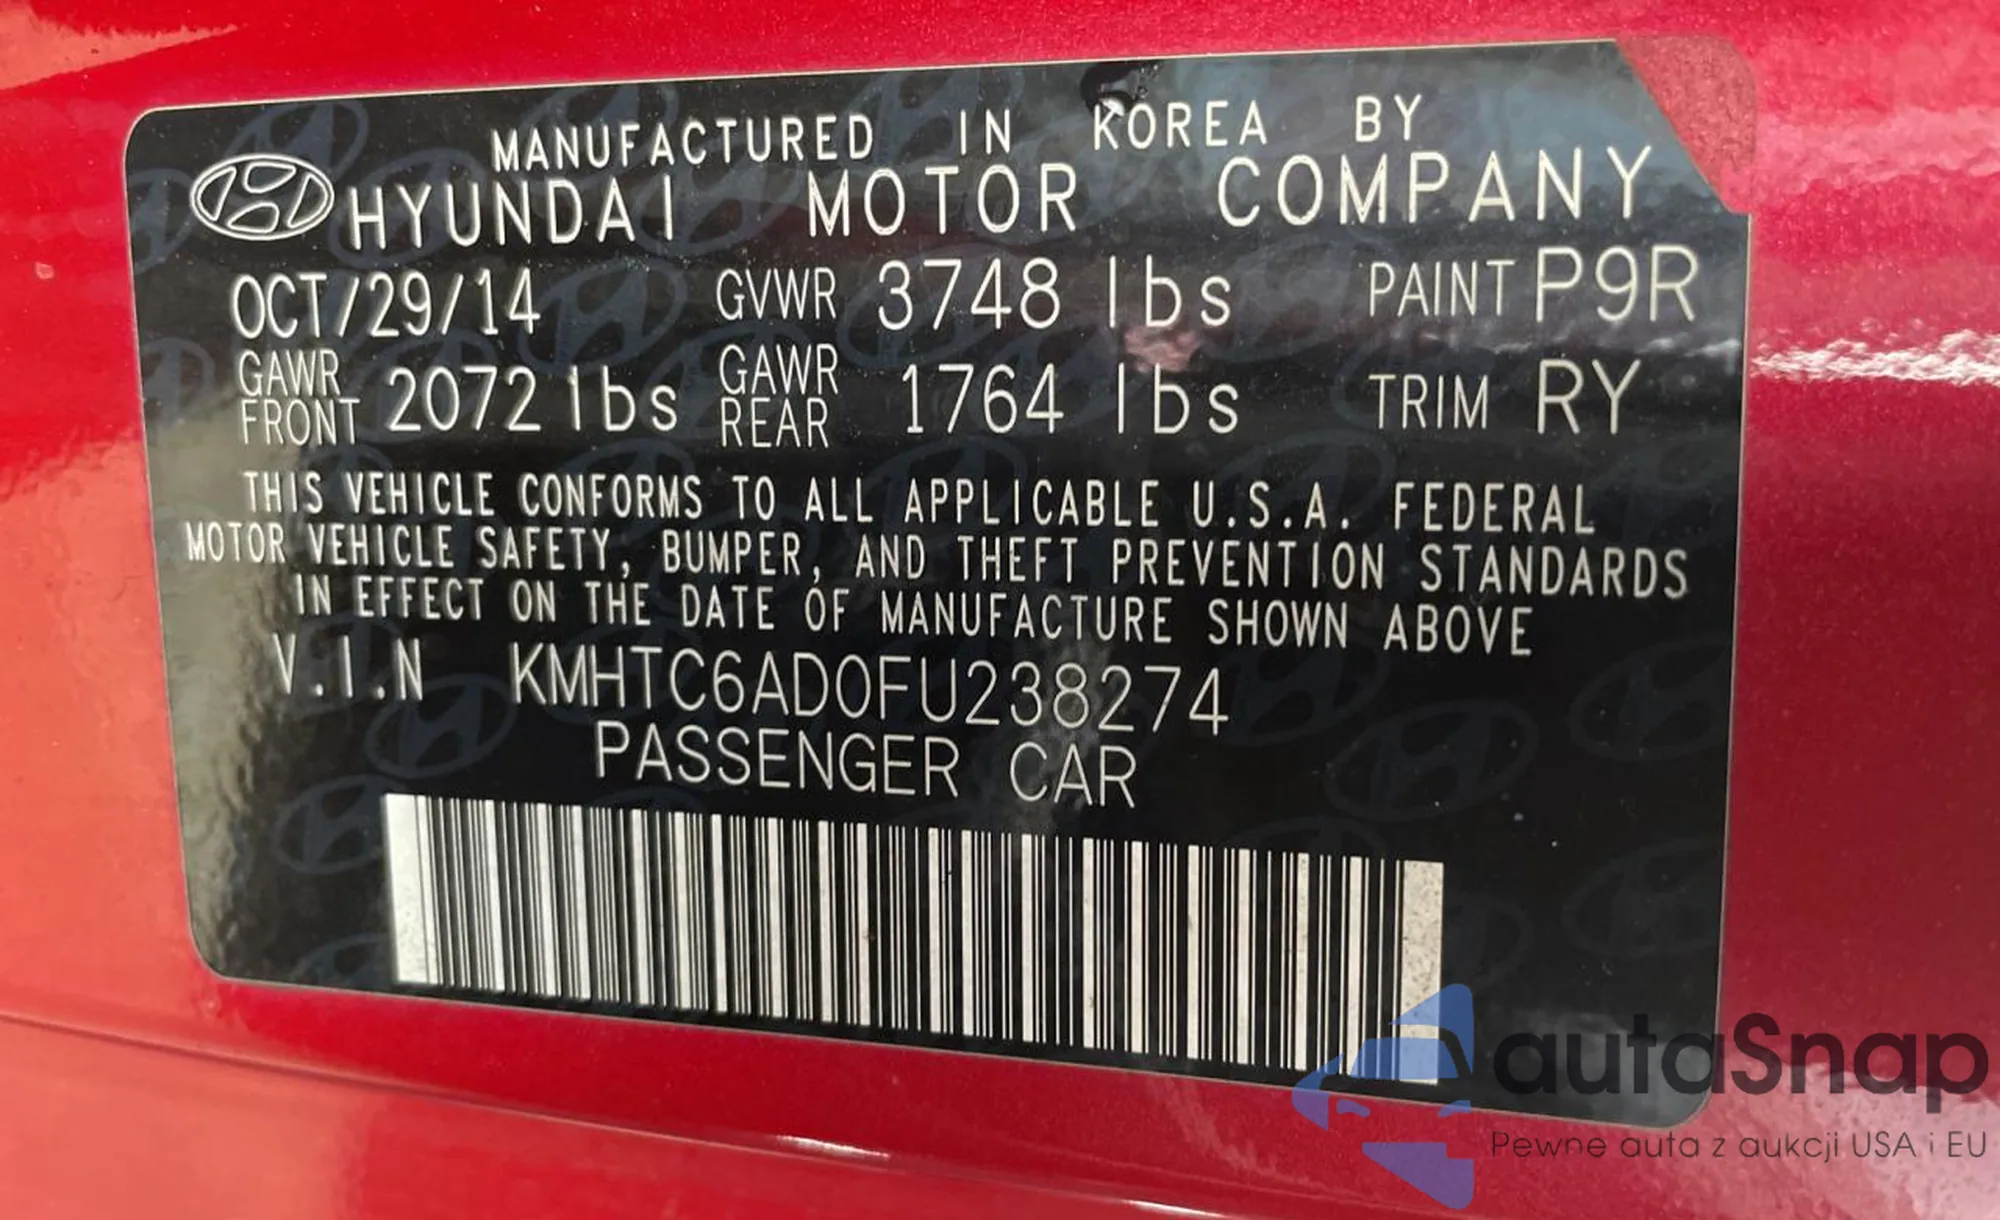 MANUFACTURED IN KOREA BY
HYUNDAI MOTOR COMPANY
OCT/29/14 GVWR 3748 lbs PAINT P9R
GAWR FRONT 2072 lbs GAWR REAR 1764 lbs TRIM RY
THIS VEHICLE CONFORMS TO ALL APPLICABLE U.S.A. FEDERAL
MOTOR VEHICLE SAFETY, BUMPER, AND THEFT PREVENTION STANDARDS
IN EFFECT ON THE DATE OF MANUFACTURE SHOWN ABOVE
V.I.N KMHTC6AD0FU238274
PASSENGER CAR
autaSnap
Pewne auta z aukcji USA i EU